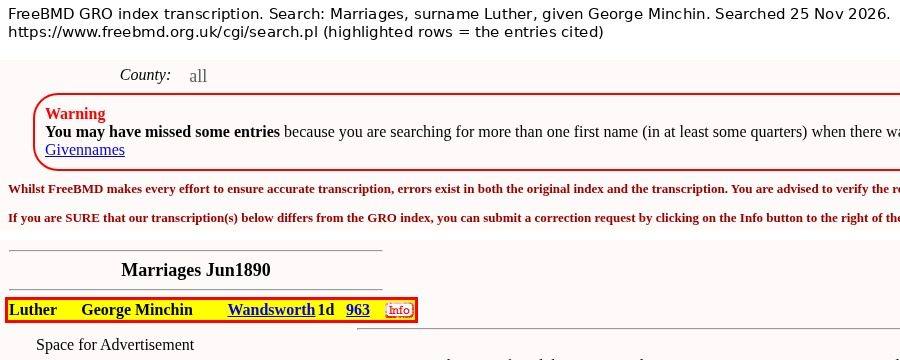 FreeBMD GRO index transcription. Search: Marriages, surname Luther, given George Minchin. Searched 25 Nov 2026.
https://www.freebmd.org.uk/cgi/search.pl (highlighted rows = the entries cited)
County: all
Warning
You may have missed some entries because you are searching for more than one first name (in at least some quarters) when there
Givennames
Whilst FreeBMD makes every effort to ensure accurate transcription, errors exist in both the original index and the transcription. You are advised to verify the
If you are SURE that our transcription(s) below differs from the GRO index, you can submit a correction request by clicking on the Info button to the right of the
Marriages Jun1890
Luther George Minchin Wandsworth 1d 963 Info
Space for Advertisement